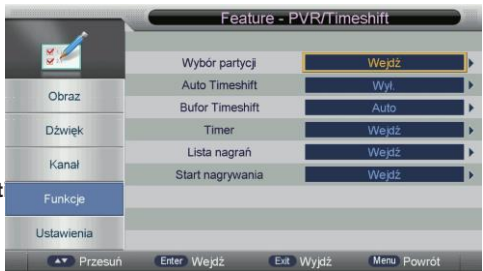 Feature - PVR/Timeshift
Wybór partycji Wejdź
Auto Timeshift Wył.
Bufor Timeshift Auto
Timer Wejdź
Lista nagrań Wejdź
Start nagrywania Wejdź
Obraz
Dźwięk
Kanał
t
Funkcje
Ustawienia
Przesuń Enter Wejdź Exit Wyjdź Menu Powrót